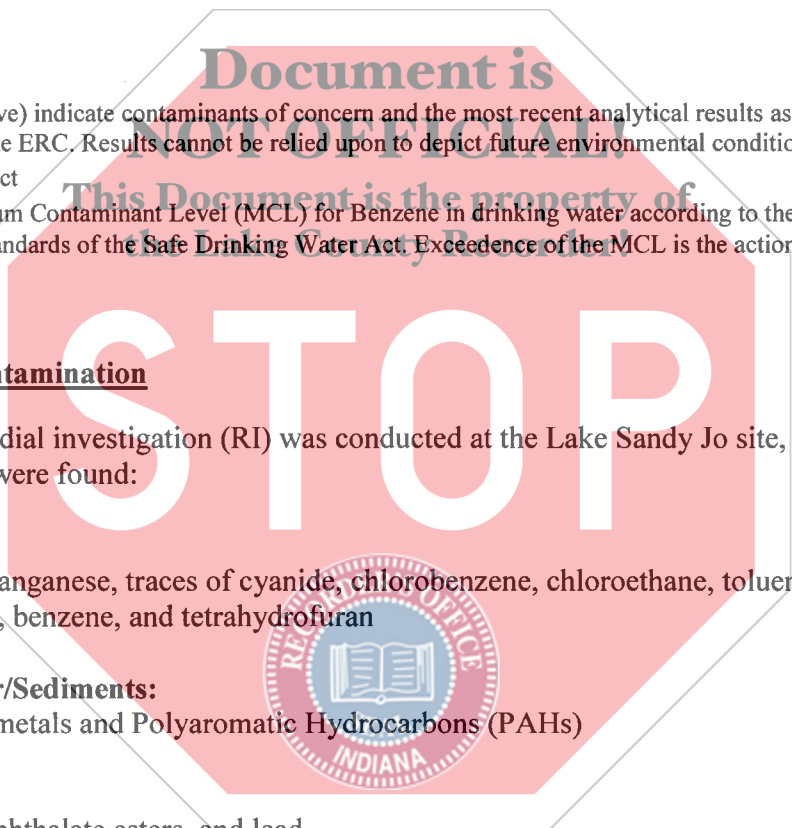 Document is
ve) indicate contaminants of concern and the most recent analytical results as
NOT OFFICIAL!
e ERC. Results cannot be relied upon to depict future environmental conditio
ct
This Document is the property of
um Contaminant Level (MCL) for Benzene in drinking water according to the
the Lake County Recorder!
ndards of the Safe Drinking Water Act. Exceedence of the MCL is the action
STOP
ntamination
dial investigation (RI) was conducted at the Lake Sandy Jo site,
were found:
anganese, traces of cyanide, chlorobenzene, chloroethane, toluen
, benzene, and tetrahydrofuran
RECORDER'S OFFICE
r/Sediments:
metals and Polyaromatic Hydrocarbons (PAHs)
INDIANA
phthalate esters, and lead